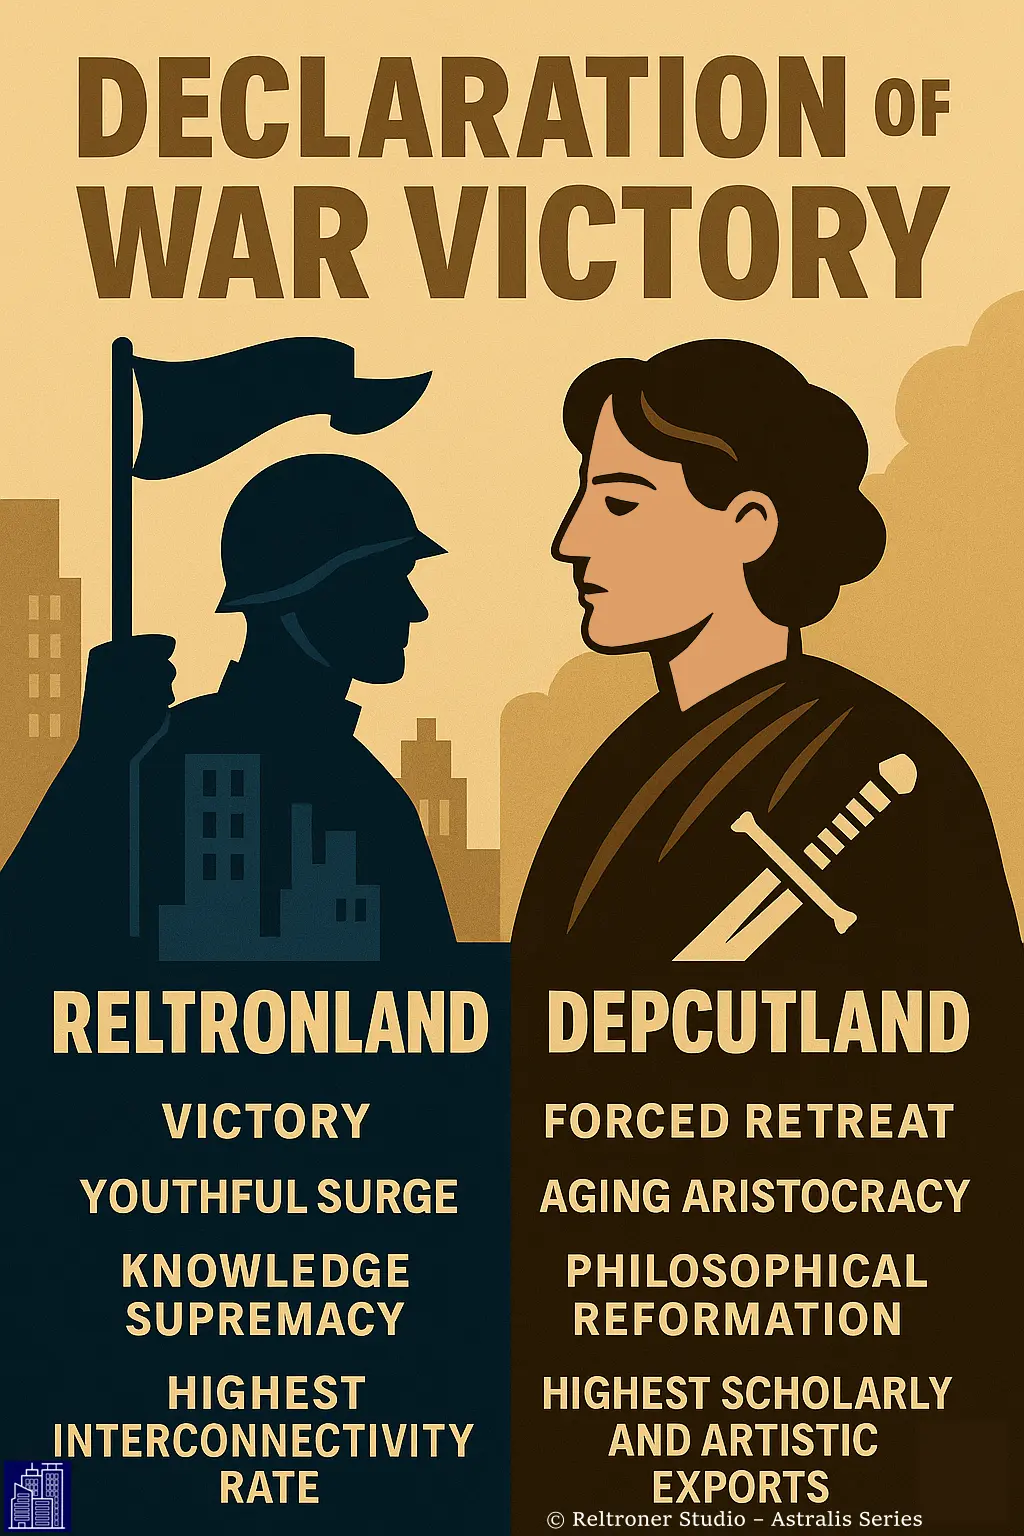 DECLARATION OF
WAR VICTORY
RELTRONLAND
VICTORY
YOUTHFUL SURGE
KNOWLEDGE
SUPREMACY
HIGHEST
INTERCONNECTIVITY
RATE
DEPCUTLAND
FORCED RETREAT
AGING ARISTOCRACY
PHILOSOPHICAL
REFORMATION
HIGHEST SCHOLARLY
AND ARTISTIC
EXPORTS
© Reltroner Studio – Astralis Series